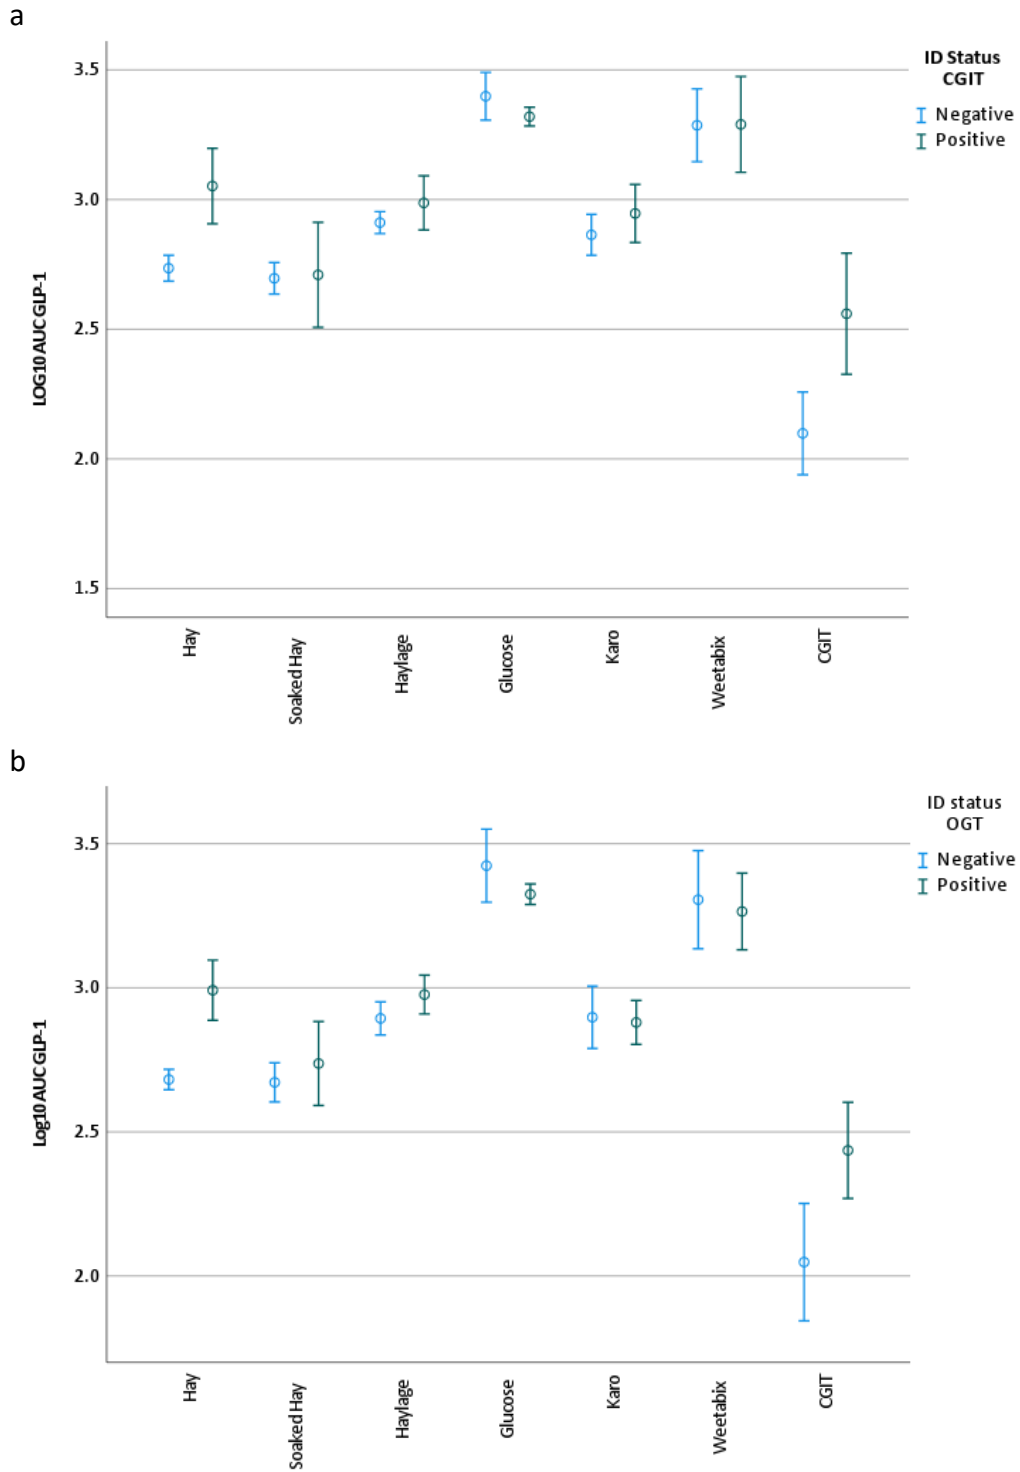 a
3.5
3.0
2.5
2.0
1.5
LOG10 AUC GLP-1
Hay
Soaked Hay
Haylage
Glucose
Karo
Weetabix
CGIT
ID Status
CGIT
Negative
Positive
b
3.5
3.0
2.5
2.0
Log10 AUC GLP-1
Hay
Soaked Hay
Haylage
Glucose
Karo
Weetabix
CGIT
ID status
OGT
Negative
Positive